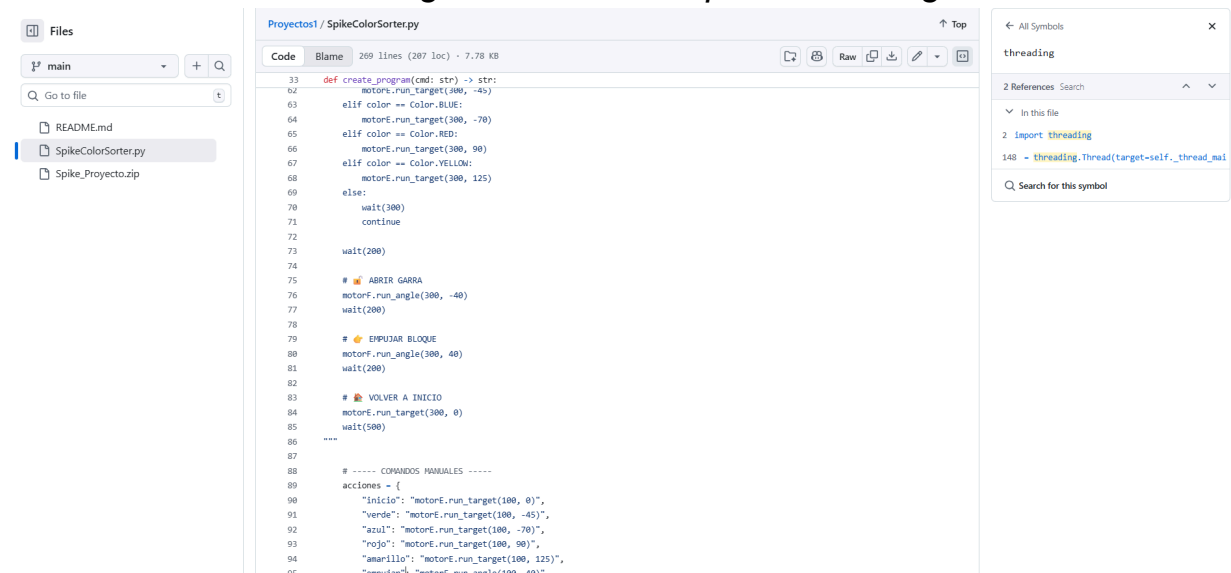 Files
main
Go to file
t
README.md
SpikeColorSorter.py
Spike_Proyecto.zip
Proyectos1 / SpikeColorSorter.py
Top
Code Blame 269 lines (207 loc) · 7.78 KB
Raw
33 def create_program(cmd: str) -> str:
62 motorE.run_target(300, -45)
63 elif color == Color.BLUE:
64 motorE.run_target(300, -70)
65 elif color == Color.RED:
66 motorE.run_target(300, 90)
67 elif color == Color.YELLOW:
68 motorE.run_target(300, 125)
69 else:
70 wait(300)
71 continue
72
73 wait(200)
74
75 # 🔓 ABRIR GARRA
76 motorF.run_angle(300, -40)
77 wait(200)
78
79 # 👉 EMPUJAR BLOQUE
80 motorF.run_angle(300, 40)
81 wait(200)
82
83 # 🏠 VOLVER A INICIO
84 motorE.run_target(300, 0)
85 wait(500)
86 """
87
88 # ----- COMANDOS MANUALES -----
89 acciones = {
90 "inicio": "motorE.run_target(100, 0)",
91 "verde": "motorE.run_target(100, -45)",
92 "azul": "motorE.run_target(100, -70)",
93 "rojo": "motorE.run_target(100, 90)",
94 "amarillo": "motorE.run_target(100, 125)",
All Symbols
threading
2 References Search
In this file
2 import threading
148 = threading.Thread(target=self._thread_mai
Search for this symbol